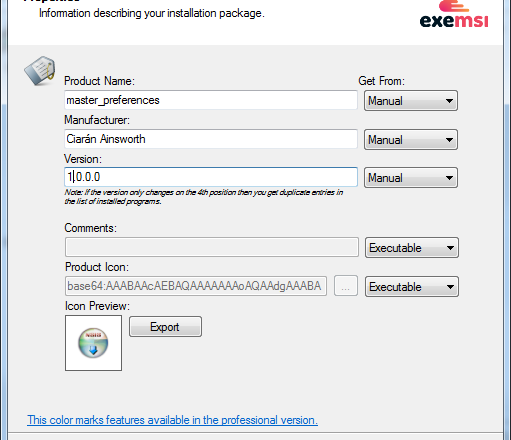 Information describing your installation package.
exemsi
Product Name:
Get From:
master_preferences
Manual
Manufacturer:
Ciarán Ainsworth
Manual
Version:
1.0.0.0
Manual
Note: If the version only changes on the 4th position then you get duplicate entries in
the list of installed programs.
Comments:
Executable
Product Icon:
base64:AAABAAcAEBAQAAAAAAAoAQAAdgAAABA
...
Executable
Icon Preview:
Export
This color marks features available in the professional version.